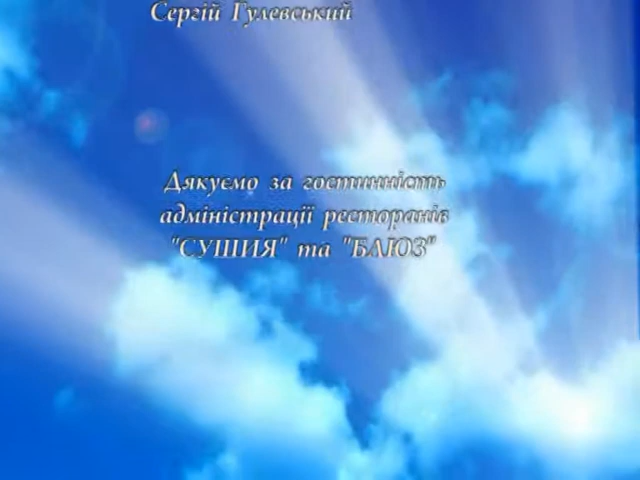 Сергій Гулевський
Дякуємо за гостинність
адміністрації ресторанів
"СУШИЯ" та "БЛЮЗ"